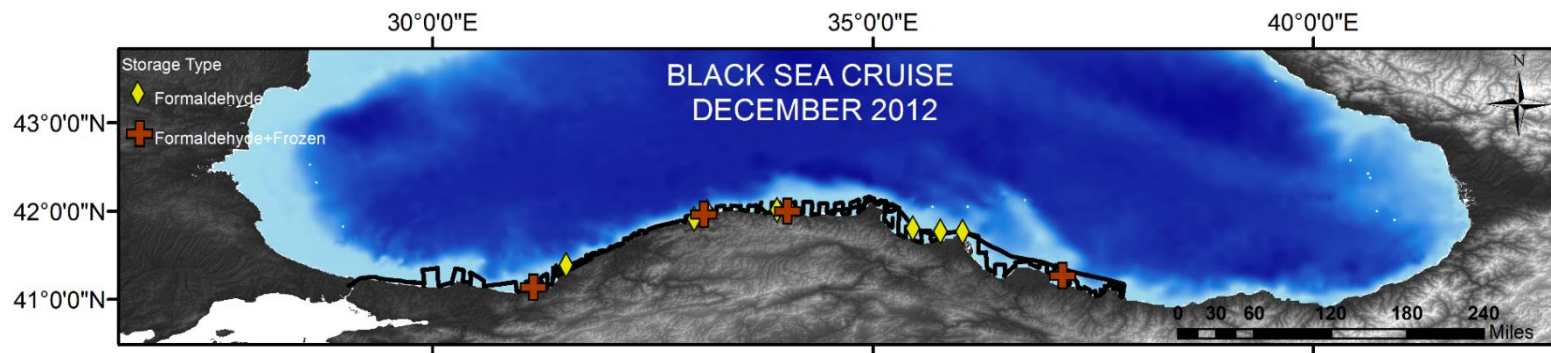 30°0'0"E 35°0'0"E 40°0'0"E
BLACK SEA CRUISE
DECEMBER 2012
Storage Type
Formaldehyde
Formaldehyde+Frozen
N
43°0'0"N
42°0'0"N
41°0'0"N
0 30 60 120 180 240
Miles